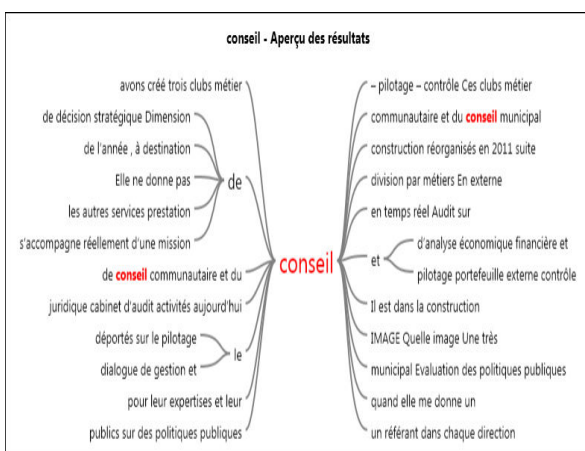 conseil - Aperçu des résultats
avons créé trois clubs métier
de décision stratégique Dimension
de l'année , à destination
Elle ne donne pas
les autres services prestation
s'accompagne réellement d'une mission
de
de conseil communautaire et du
juridique cabinet d'audit activités aujourd'hui
déportés sur le pilotage
dialogue de gestion et
le
pour leur expertises et leur
publics sur des politiques publiques
conseil
– pilotage – contrôle Ces clubs métier
communautaire et du conseil municipal
construction réorganisés en 2011 suite
division par métiers En externe
en temps réel Audit sur
et
d'analyse économique financière et
pilotage portefeuille externe contrôle
Il est dans la construction
IMAGE Quelle image Une très
municipal Evaluation des politiques publiques
quand elle me donne un
un référant dans chaque direction